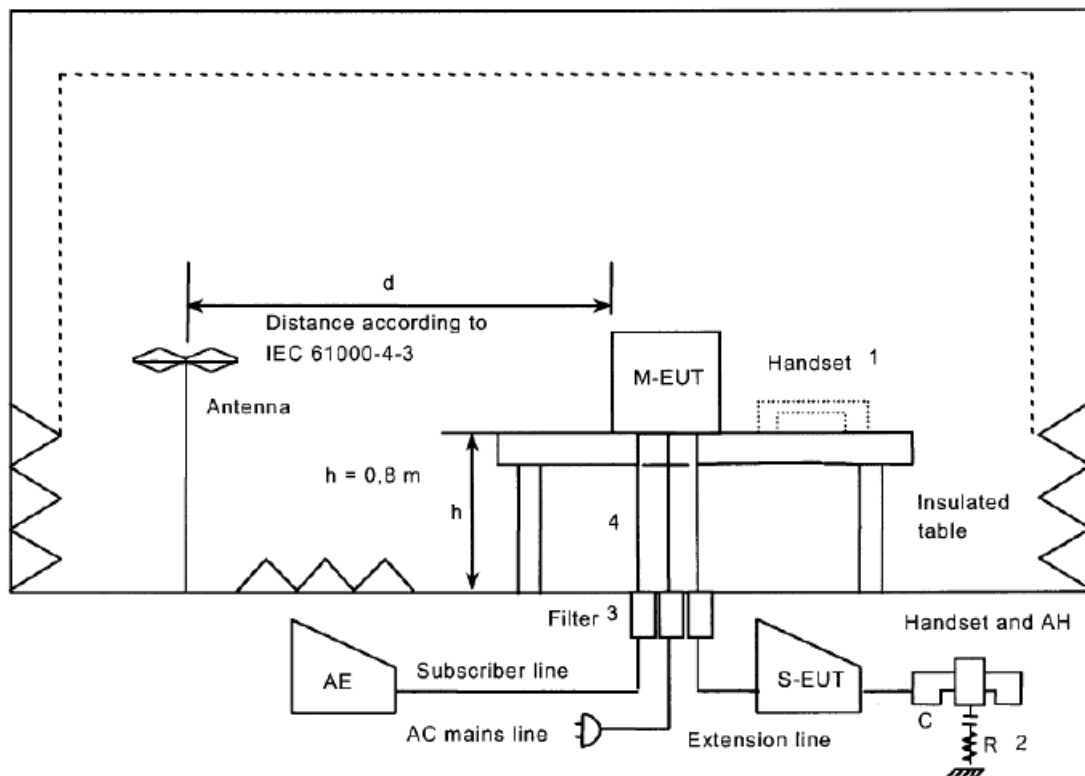 d
Distance according to
IEC 61000-4-3
Antenna
M-EUT
Handset 1
h = 0,8 m
h
4
Insulated
table
Filter 3
Handset and AH
AE
Subscriber line
S-EUT
AC mains line
Extension line
C
R 2